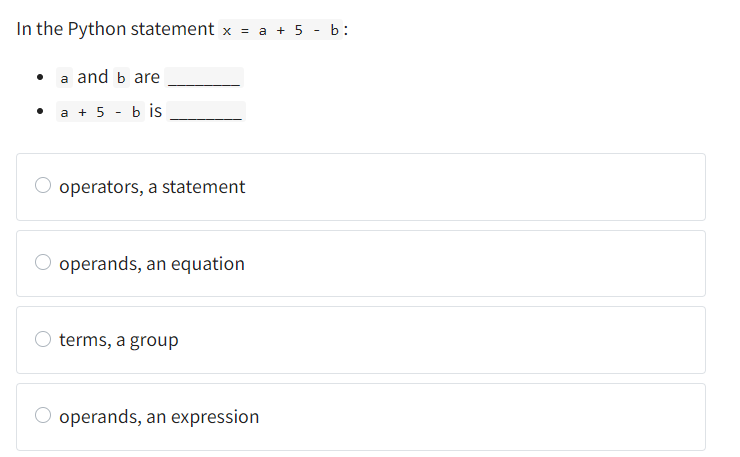 In the Python statement x = a + 5 - b:
• a and b are ________
• a + 5 - b is ________
operators, a statement
operands, an equation
terms, a group
operands, an expression